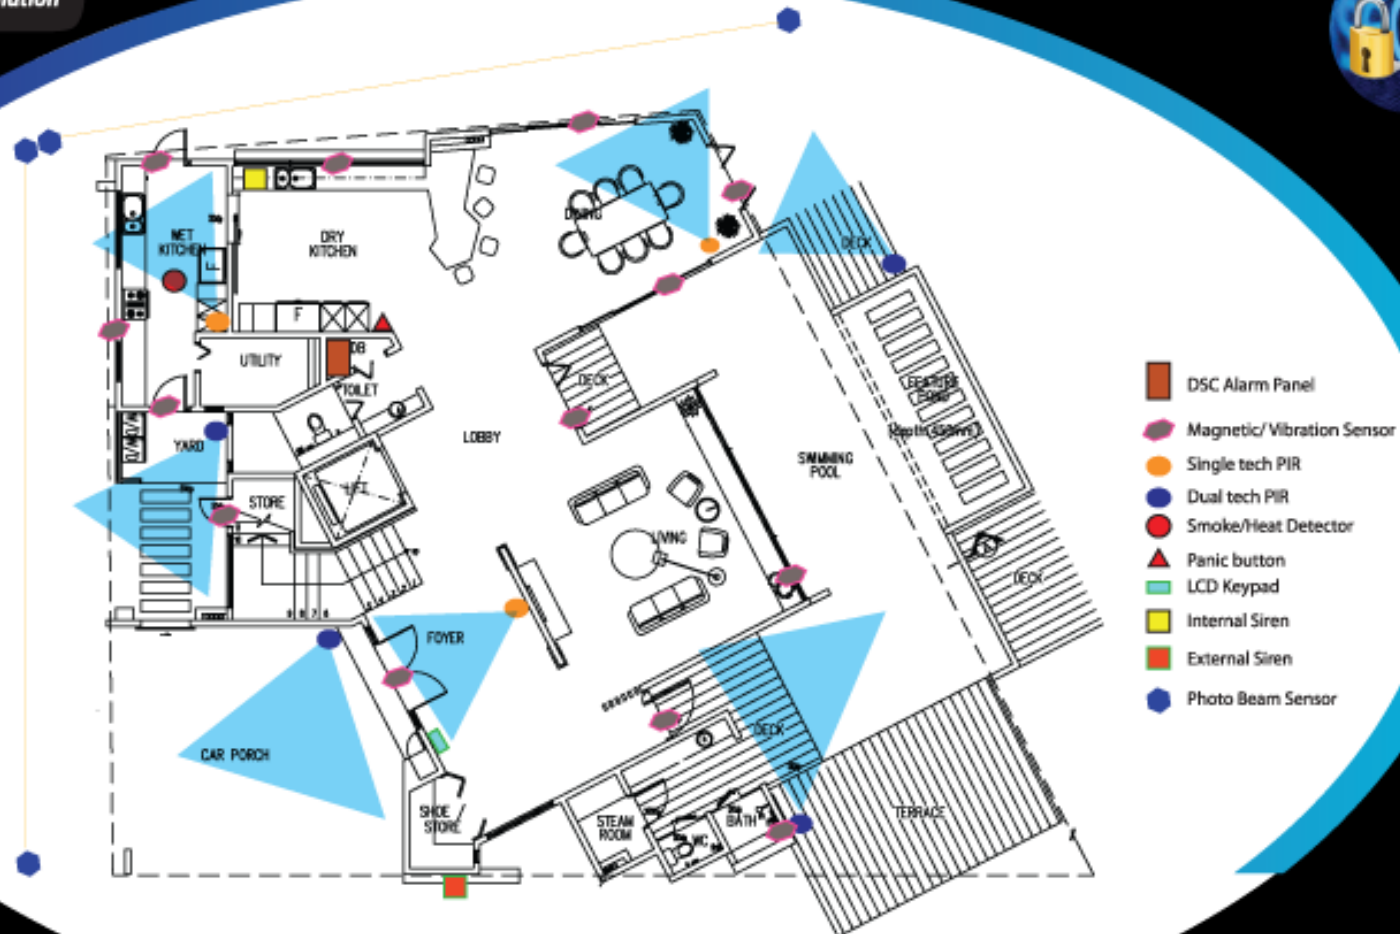 WET
KITCHEN
DRY
KITCHEN
DINING
DECK
F
F
UTILITY
DB
TOILET
DECK
YARD
LOBBY
LIFT
STORE
SWIMMING
POOL
LIVING
DECK
FOYER
CAR PORCH
DECK
SHOE
STORE
STEAM
ROOM
WC
BATH
TERRACE
DSC Alarm Panel
Magnetic/ Vibration Sensor
Single tech PIR
Dual tech PIR
Smoke/Heat Detector
Panic button
LCD Keypad
Internal Siren
External Siren
Photo Beam Sensor